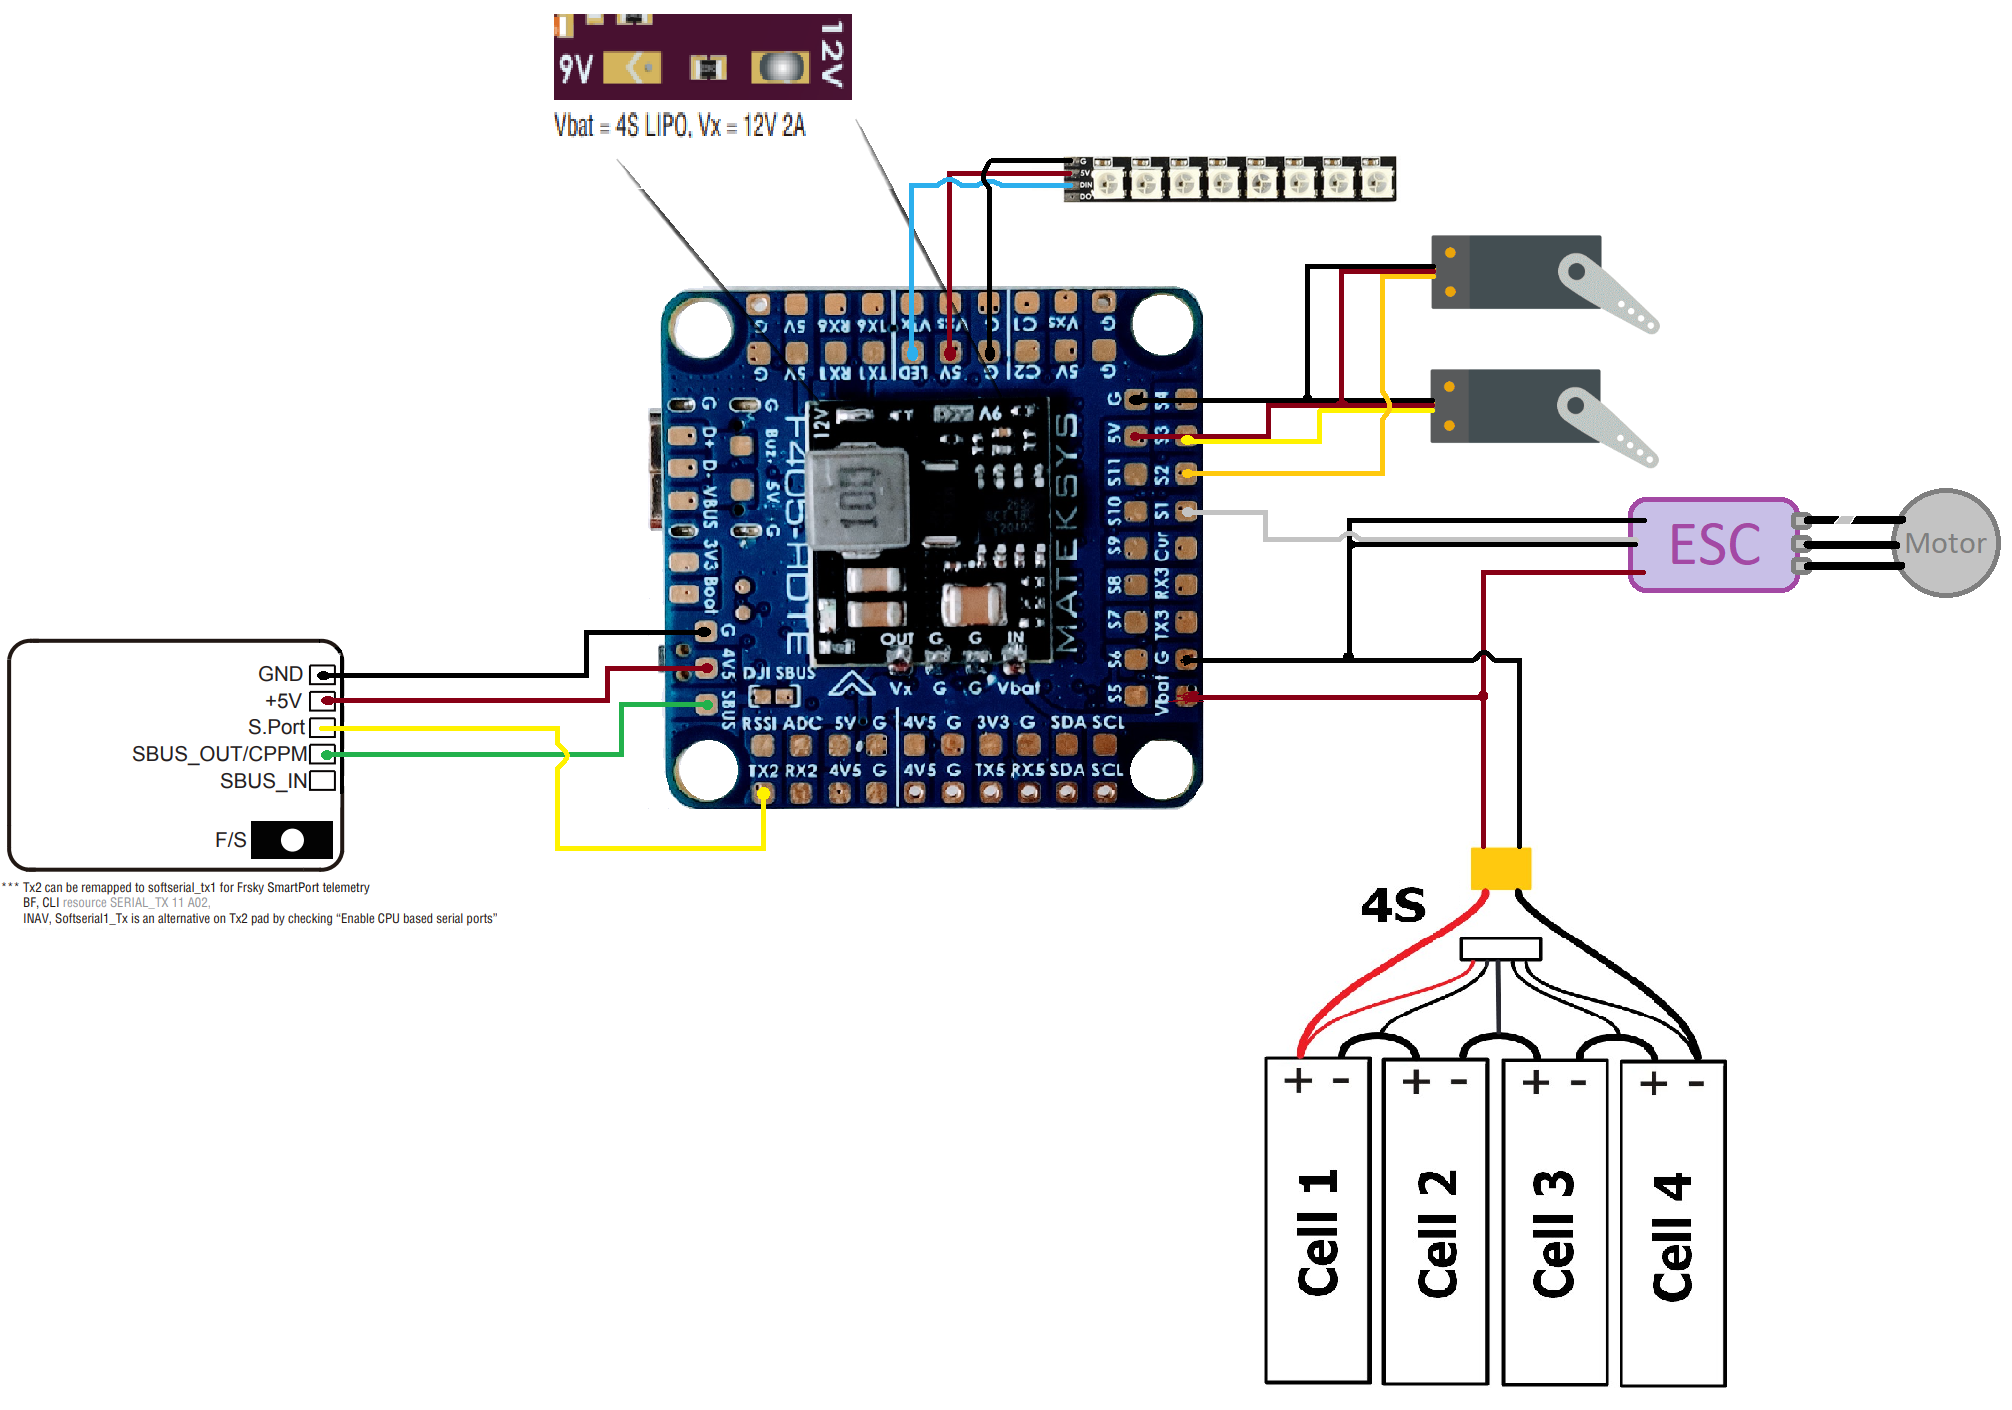 9V
12V
Vbat = 4S LIPO, Vx = 12V 2A
G
5V
DIN
DO
G 5V RX6 TX6 Vx Vxs G C1 Vxs G
G 5V RX1 TX1 LED 5V G C2 5V G
G
D+
D-
VBUS
3V3
Boot
G
4V5
SBUS
G
BUZ-
5V
G
F405-HDTE
MATEKSYS
12V
9V
100
OUT G G IN
Vx G G Vbat
DJI SBUS
G S4
5V S3
S11 S2
S10 S1
S9 Cur
S8 RX3
S7 TX3
S6 G
S5 Vbat
RSSI ADC 5V G 4V5 G 3V3 G SDA SCL
TX2 RX2 4V5 G 4V5 G TX5 RX5 SDA SCL
GND
+5V
S.Port
SBUS_OUT/CPPM
SBUS_IN
F/S
*** Tx2 can be remapped to softserial_tx1 for Frsky SmartPort telemetry
BF, CLI resource SERIAL_TX 11 A02,
INAV, Softserial1_Tx is an alternative on Tx2 pad by checking “Enable CPU based serial ports”
ESC
Motor
4S
+ -
+ -
+ -
+ -
Cell 1
Cell 2
Cell 3
Cell 4